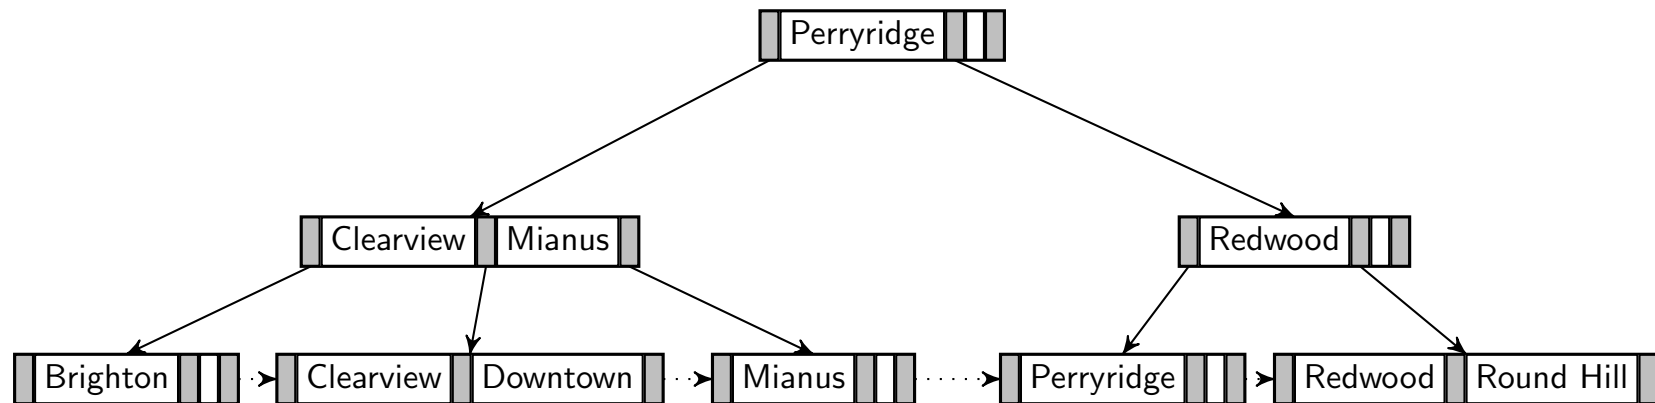 Perryridge
Clearview Mianus Redwood
Brighton Clearview Downtown Mianus Perryridge Redwood Round Hill